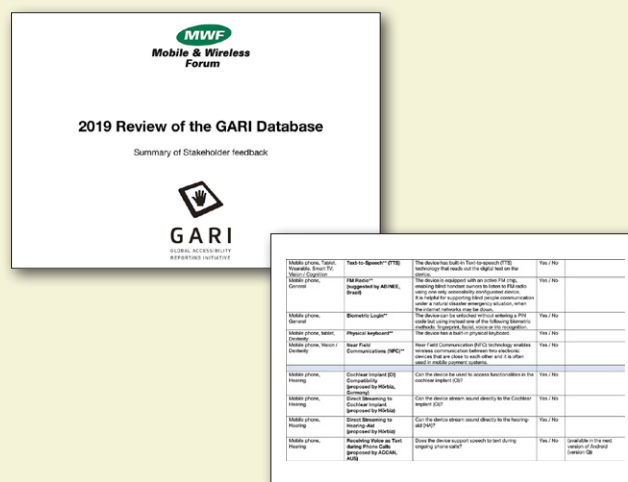 MWF
Mobile & Wireless
Forum
2019 Review of the GARI Database
Summary of Stakeholder feedback
GARI
GLOBAL ACCESSIBILITY
REPORTING INITIATIVE
Mobile phone, Tablet, Text-to-Speech** (TTS) The device has built-in Text-to-speech (TTS) Yes / No
Wearable, Smart TV, technology that reads out the digital text on the
Vision / Cognition device.
Mobile phone, FM Radio** The device is equipped with an active FM chip, Yes / No
General (suggested by enabling blind handset owners to listen to FM radio
Brazil) using one only accessibility configurated device.
It is helpful for supporting blind people communication
under a natural disaster emergency situation, when
the internet networks may be down.
Mobile phone, Biometric Login** The device can be unlocked without entering a PIN Yes / No
General code but using instead one of the following biometric
methods: fingerprint, facial, voice or iris recognition.
Mobile phone, tablet, Physical keyboard** The device has a built-in physical keyboard. Yes / No
Dexterity
Mobile phone, Vision / Near Field Near Field Communication (NFC) technology enables Yes / No
Dexterity Communications (NFC)** wireless communication between two electronic
devices that are close to each other and it is often
used in mobile payment systems.
Mobile phone, Cochlear Implant (CI) Can the device be used to access functionalities in the Yes / No
Hearing Compatibility cochlear implant (CI)?
(proposed by Hörbiz,
Germany)
Mobile phone, Direct Streaming to Can the device stream sound directly to the Cochlear Yes / No
Hearing Cochlear Implant Implant (CI)?
(proposed by Hörbiz)
Mobile phone, Direct Streaming to Can the device stream sound directly to the hearing- Yes / No
Hearing Hearing Aid aid (HA)?
(proposed by Hörbiz)
Mobile phone, Receiving Voice as Text Does the device support speech to text during Yes / No (available in the next
Hearing during Phone Calls ongoing phone calls? version of Android
(proposed by ACCAN, (version Q))
AUS)